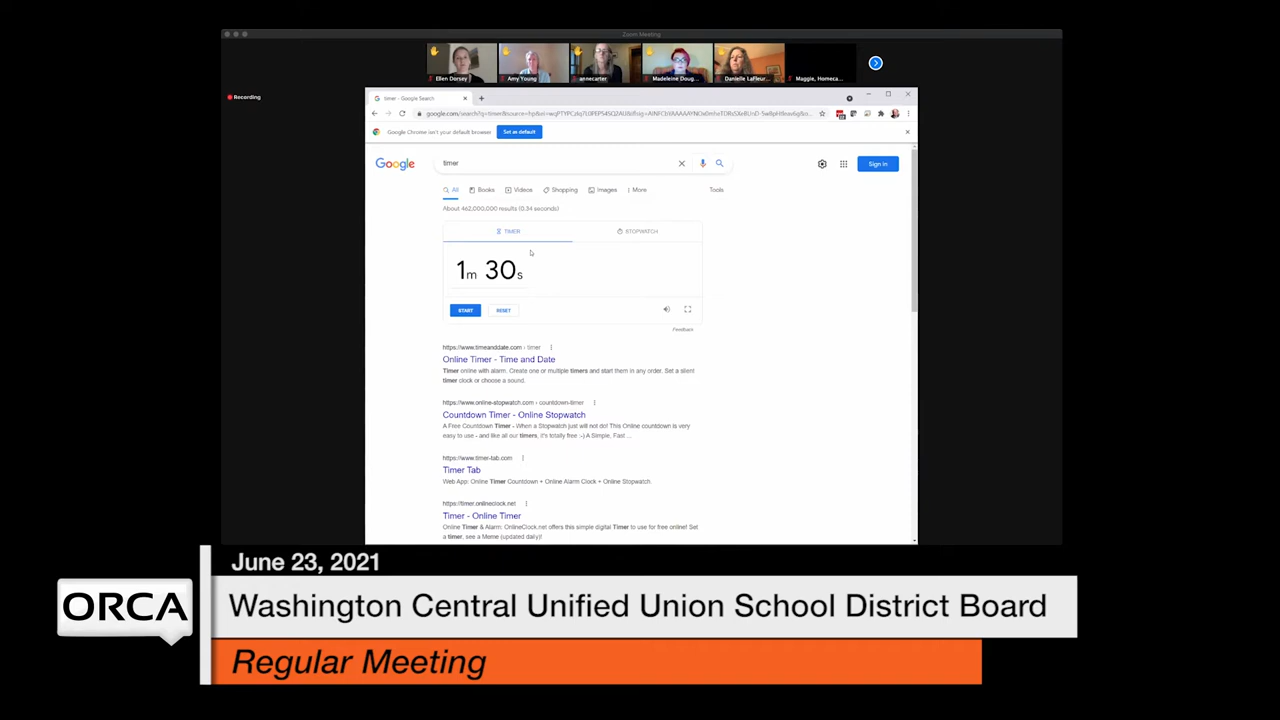 Zoom Meeting
Ellen Dorsey
Amy Young
annecarter
Madeleine Doug...
Danielle LaFleur...
Maggie, Homeca...
Recording
timer - Google Search
Google Chrome isn't your default browser
Set as default
Google
timer
Sign in
All
Books
Videos
Shopping
Images
More
Tools
About 462,000,000 results (0.34 seconds)
TIMER
STOPWATCH
1m 30s
START
RESET
Feedback
https://www.timeanddate.com › timer
Online Timer - Time and Date
Timer online with alarm. Create one or multiple timers and start them in any order. Set a silent
timer clock or choose a sound.
https://www.online-stopwatch.com › countdown-timer
Countdown Timer - Online Stopwatch
A Free Countdown Timer - When a Stopwatch just will not do! This Online countdown is very
easy to use - and like all our timers, it's totally free :-) A Simple, Fast ...
https://www.timer-tab.com
Timer Tab
Web App: Online Timer Countdown + Online Alarm Clock + Online Stopwatch.
https://timer.onlineclock.net
Timer - Online Timer
Online Timer & Alarm: OnlineClock.net offers this simple digital Timer to use for free online! Set
a timer, see a Meme (updated daily)!
June 23, 2021
ORCA
Washington Central Unified Union School District Board
Regular Meeting